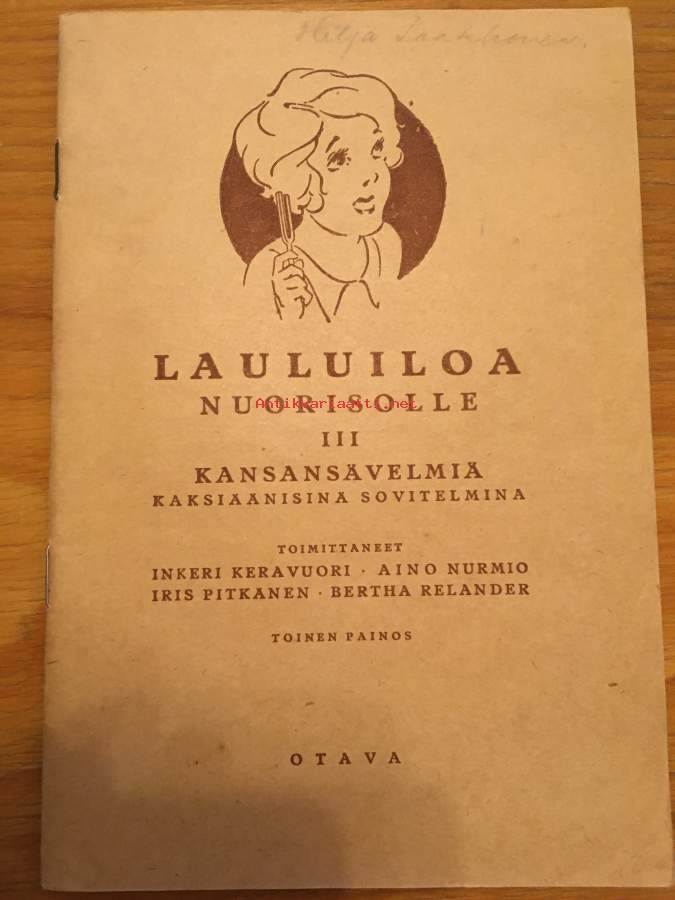 Hilja
LAULUILOA
NUORISOLLE
Antikvariaatti.net
III
KANSANSÄVELMIÄ
KAKSIÄÄNISINÄ SOVITELMINA
TOIMITTANEET
INKERI KERAVUORI · AINO NURMIO
IRIS PITKÄNEN · BERTHA RELANDER
TOINEN PAINOS
OTAVA